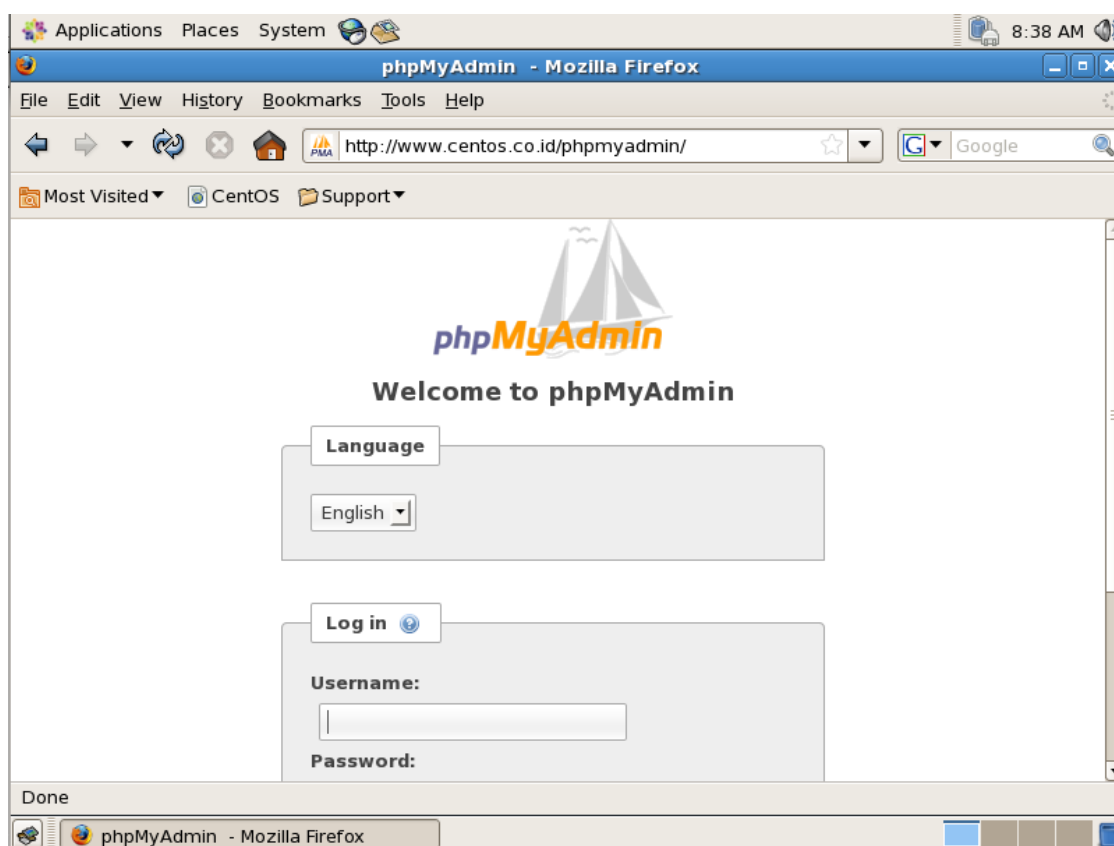 Applications Places System 8:38 AM
phpMyAdmin - Mozilla Firefox
File Edit View History Bookmarks Tools Help
PMA http://www.centos.co.id/phpmyadmin/ G Google
Most Visited CentOS Support
phpMyAdmin
Welcome to phpMyAdmin
Language
English
Log in
Username:
Password:
Done
phpMyAdmin - Mozilla Firefox